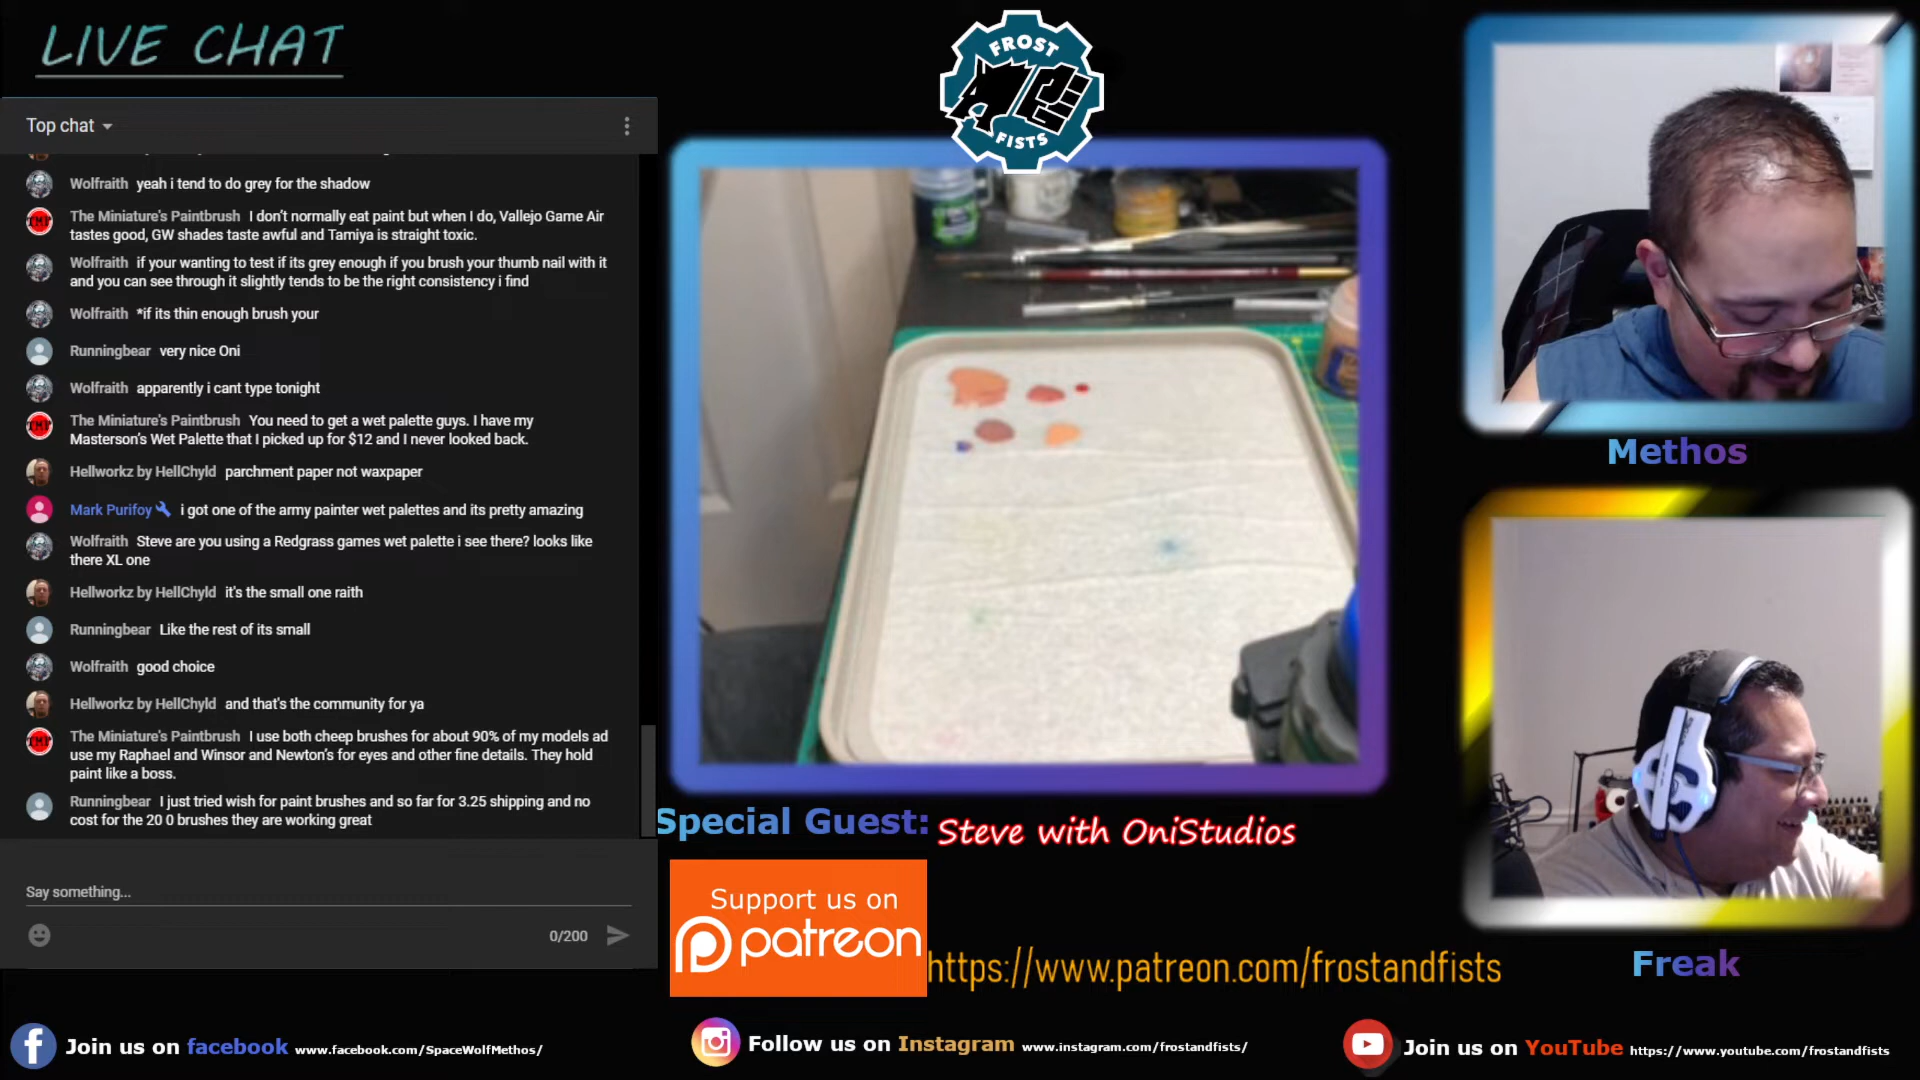 LIVE CHAT
Top chat
Wolfraith yeah i tend to do grey for the shadow
The Miniature's Paintbrush I don't normally eat paint but when I do, Vallejo Game Air
tastes good, GW shades taste awful and Tamiya is straight toxic.
Wolfraith if your wanting to test if its grey enough if you brush your thumb nail with it
and you can see through it slightly tends to be the right consistency i find
Wolfraith *if its thin enough brush your
Runningbear very nice Oni
Wolfraith apparently i cant type tonight
The Miniature's Paintbrush You need to get a wet palette guys. I have my
Masterson's Wet Palette that I picked up for $12 and I never looked back.
Hellworkz by HellChyld parchment paper not waxpaper
Mark Purifoy i got one of the army painter wet palettes and its pretty amazing
Wolfraith Steve are you using a Redgrass games wet palette i see there? looks like
there XL one
Hellworkz by HellChyld it's the small one raith
Runningbear Like the rest of its small
Wolfraith good choice
Hellworkz by HellChyld and that's the community for ya
The Miniature's Paintbrush I use both cheep brushes for about 90% of my models ad
use my Raphael and Winsor and Newton's for eyes and other fine details. They hold
paint like a boss.
Runningbear I just tried wish for paint brushes and so far for 3.25 shipping and no
cost for the 20 0 brushes they are working great
Say something...
0/200
FROST
FISTS
TMP
TMP
TMP
Methos
Freak
Special Guest: Steve with OniStudios
Support us on
patreon
https://www.patreon.com/frostandfists
Join us on facebook www.facebook.com/SpaceWolfMethos/
Follow us on Instagram www.instagram.com/frostandfists/
Join us on YouTube https://www.youtube.com/frostandfists